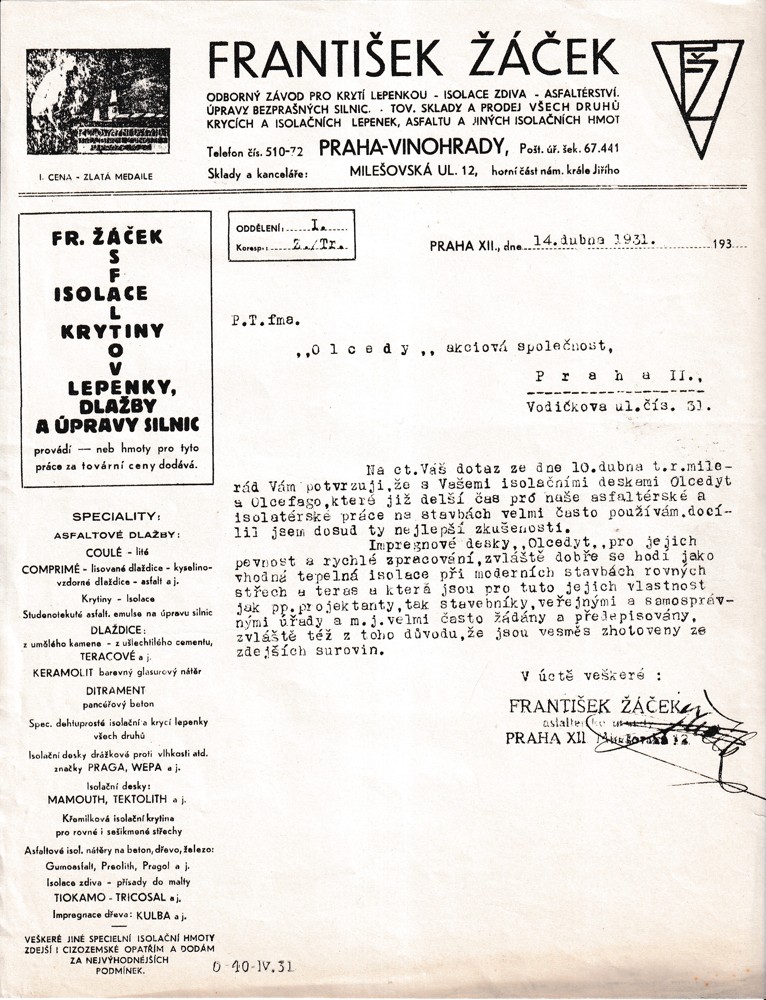 FRANTIŠEK ŽÁČEK
ODBORNÝ ZÁVOD PRO KRYTÍ LEPENKOU - ISOLACE ZDIVA - ASFALTÉRSTVÍ.
ÚPRAVY BEZPRAŠNÝCH SILNIC. - TOV. SKLADY A PRODEJ VŠECH DRUHŮ
KRYCÍCH A ISOLAČNÍCH LEPENEK, ASFALTU A JINÝCH ISOLAČNÍCH HMOT
Telefon čís. 510-72 PRAHA-VINOHRADY, Pošt. úř. šek. 67.441
Sklady a kanceláře: MILEŠOVSKÁ UL. 12, horní část nám. krále Jiřího
I. CENA - ZLATÁ MEDAILE
FŽ
FR. ŽÁČEK
S
F
ISOLACE
L
KRYTINY
O
V
LEPENKY,
DLAŽBY
A ÚPRAVY SILNIC
provádí — neb hmoty pro tyto
práce za tovární ceny dodává.
ODDĚLENÍ: I.
Koresp.: Z./Tr.
PRAHA XII., dne 14.dubna 1931. 193
P.T.fma.
,,O l c e d y ,, akciová společnost,
P r a h a II.,
Vodičkova ul.čís. 31.
Na ct.Váš dotaz ze dne 10.dubna t.r.mile-
rád Vám potvrzuji,že s Vašemi isolačními deskami Olcedyt
a Olcefago,které již delší čas pro naše asfaltérské a
isolatérské práce na stavbách velmi často používám.docí-
lil jsem dosud ty nejlepší zkušenosti.
Impregnové desky,,Olcedyt,,pro jejich
pevnost a rychlé zpracování,zvláště dobře se hodí jako
vhodná tepelná isolace při moderních stavbách rovných
střech a teras a která jsou pro tuto jejich vlastnost
jak pp.projektanty,tak stavebníky,veřejnými a samospráv-
nými úřady a m.j.velmi často žádány a předepisovány,
zvláště též z toho důvodu,že jsou vesměs zhotoveny ze
zdejších surovin.
V úctě veškeré :
FRANTIŠEK ŽÁČEK
PRAHA XII Milešovská 12
SPECIALITY:
ASFALTOVÉ DLAŽBY:
COULÉ - lité
COMPRIMÉ - lisované dlaždice - kyselino-
vzdorné dlaždice - asfalt a j.
Krytiny - Isolace
Studenotekuté asfalt. emulse na úpravu silnic
DLAŽDICE:
z umělého kamene - z ušlechtilého cementu,
TERACOVÉ a j.
KERAMOLIT barevný glasurový nátěr
DITRAMENT
pancéřový beton
Spec. dehtuprosté isolační a krycí lepenky
všech druhů
Isolační desky drážková proti vlhkosti atd.
značky PRAGA, WEPA a j.
Isolační desky:
MAMOUTH, TEKTOLITH a j.
Křemilková isolační krytina
pro rovné i sešikmené střechy
Asfaltové isol. nátěry na beton, dřevo, železo:
Gumoasfalt, Preolith, Pragol a j.
Isolace zdiva - přísady do malty
TIOKAMO - TRICOSAL a j.
Impregnace dřeva: KULBA a j.
VEŠKERÉ JINÉ SPECIELNÍ ISOLAČNÍ HMOTY
ZDEJŠÍ I CIZOZEMSKÉ OPATŘÍM A DODÁM
ZA NEJVÝHODNĚJŠÍCH
PODMÍNEK.
0-40-IV.31